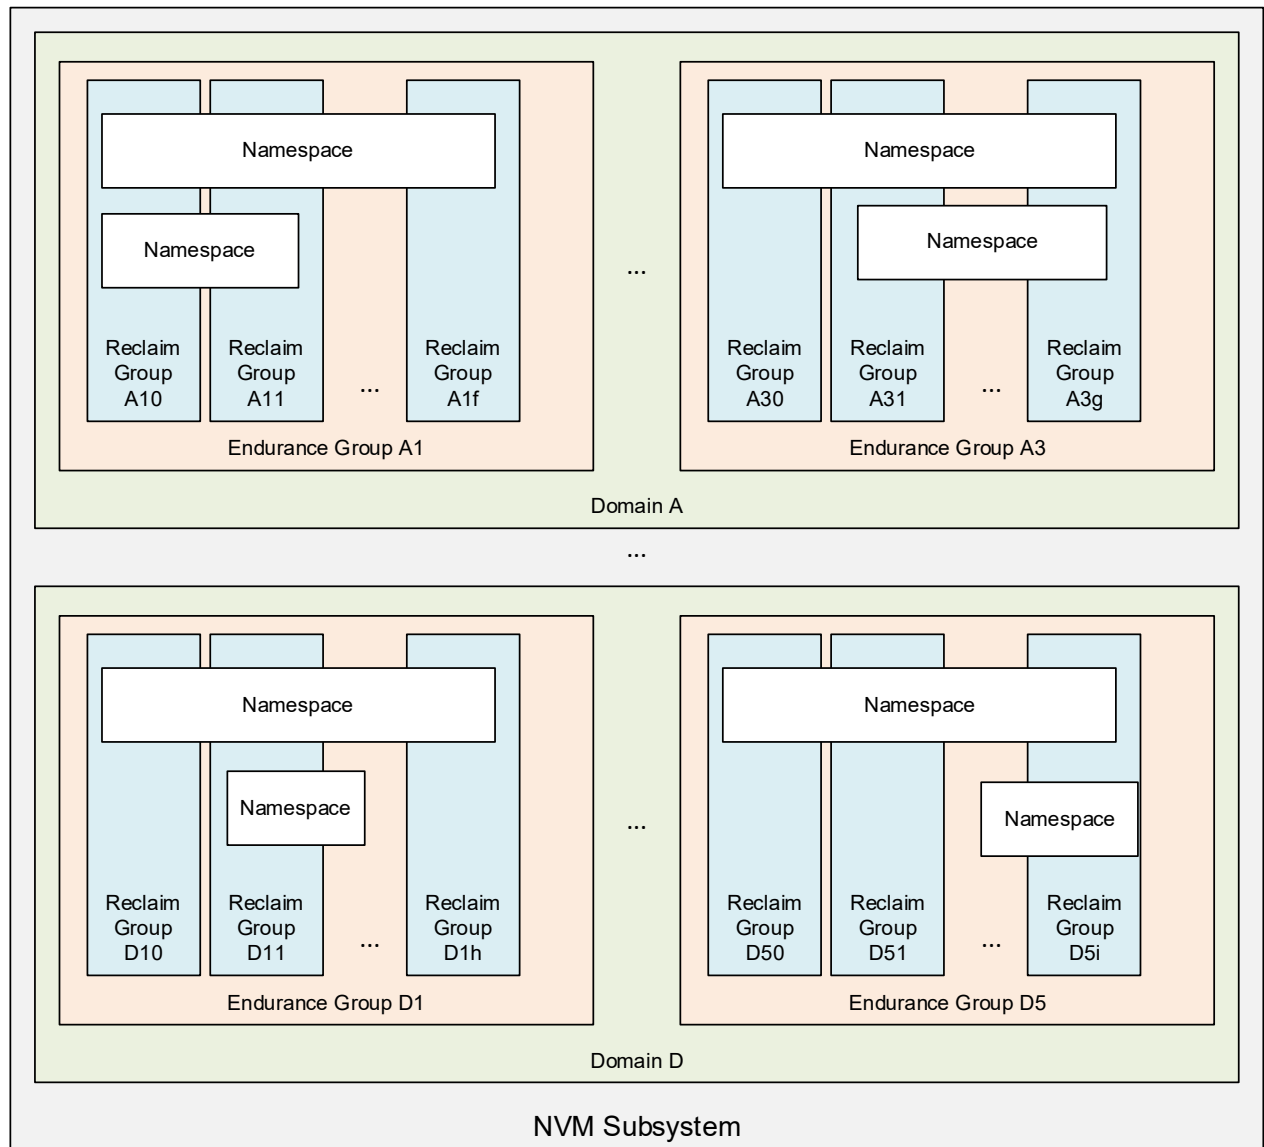 Namespace
Namespace
Reclaim
Group
A10
Reclaim
Group
A11
...
Reclaim
Group
A1f
Endurance Group A1
...
Namespace
Namespace
Reclaim
Group
A30
Reclaim
Group
A31
...
Reclaim
Group
A3g
Endurance Group A3
Domain A
...
Namespace
Namespace
Reclaim
Group
D10
Reclaim
Group
D11
...
Reclaim
Group
D1h
Endurance Group D1
...
Namespace
Namespace
Reclaim
Group
D50
Reclaim
Group
D51
...
Reclaim
Group
D5i
Endurance Group D5
Domain D
NVM Subsystem